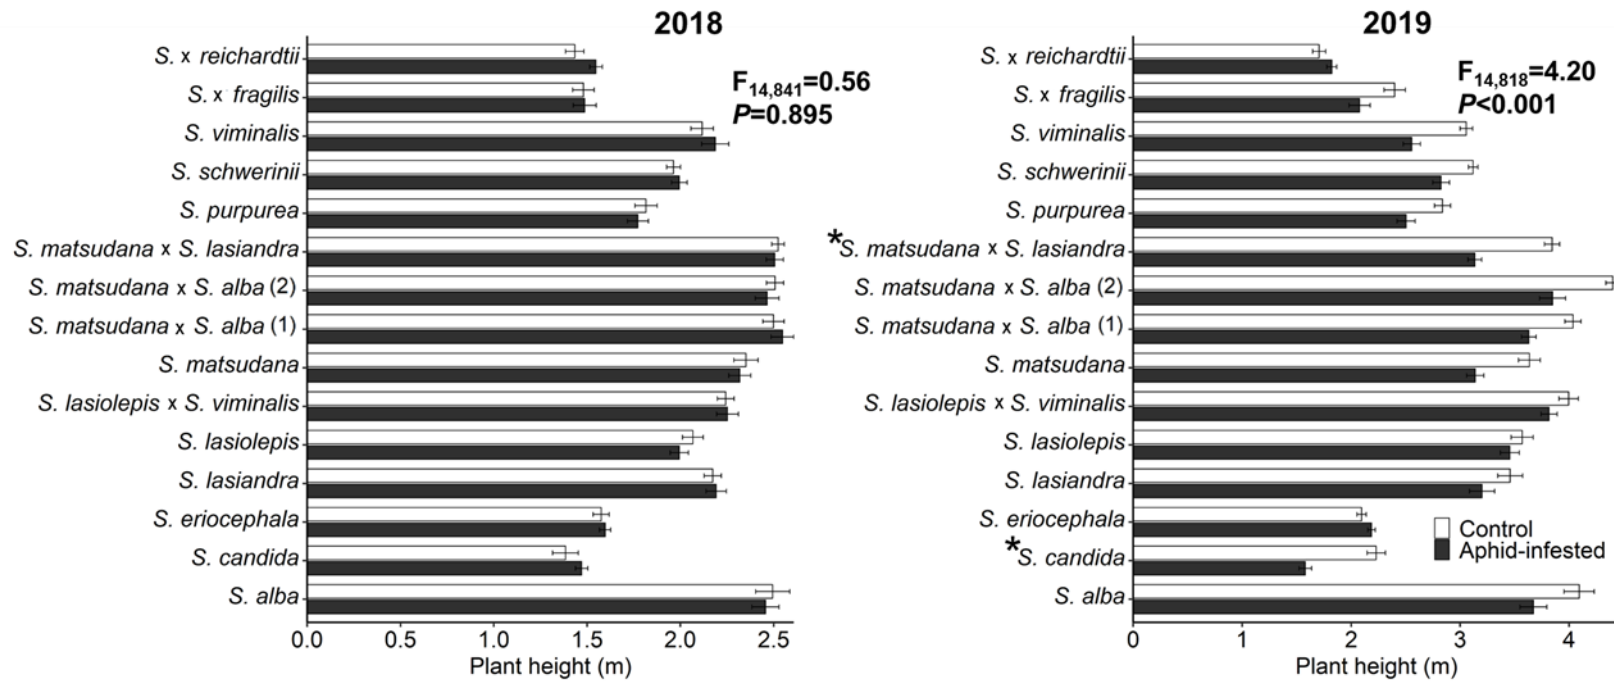 2018
S. x reichardtii
S. x fragilis
S. viminalis
S. schwerinii
S. purpurea
S. matsudana x S. lasiandra
S. matsudana x S. alba (2)
S. matsudana x S. alba (1)
S. matsudana
S. lasiolepis x S. viminalis
S. lasiolepis
S. lasiandra
S. eriocephala
S. candida
S. alba
F14,841=0.56
P=0.895
0.0 0.5 1.0 1.5 2.0 2.5
Plant height (m)
2019
S. x reichardtii
S. x fragilis
S. viminalis
S. schwerinii
S. purpurea
*S. matsudana x S. lasiandra
S. matsudana x S. alba (2)
S. matsudana x S. alba (1)
S. matsudana
S. lasiolepis x S. viminalis
S. lasiolepis
S. lasiandra
S. eriocephala
*S. candida
S. alba
F14,818=4.20
P<0.001
Control
Aphid-infested
0 1 2 3 4
Plant height (m)